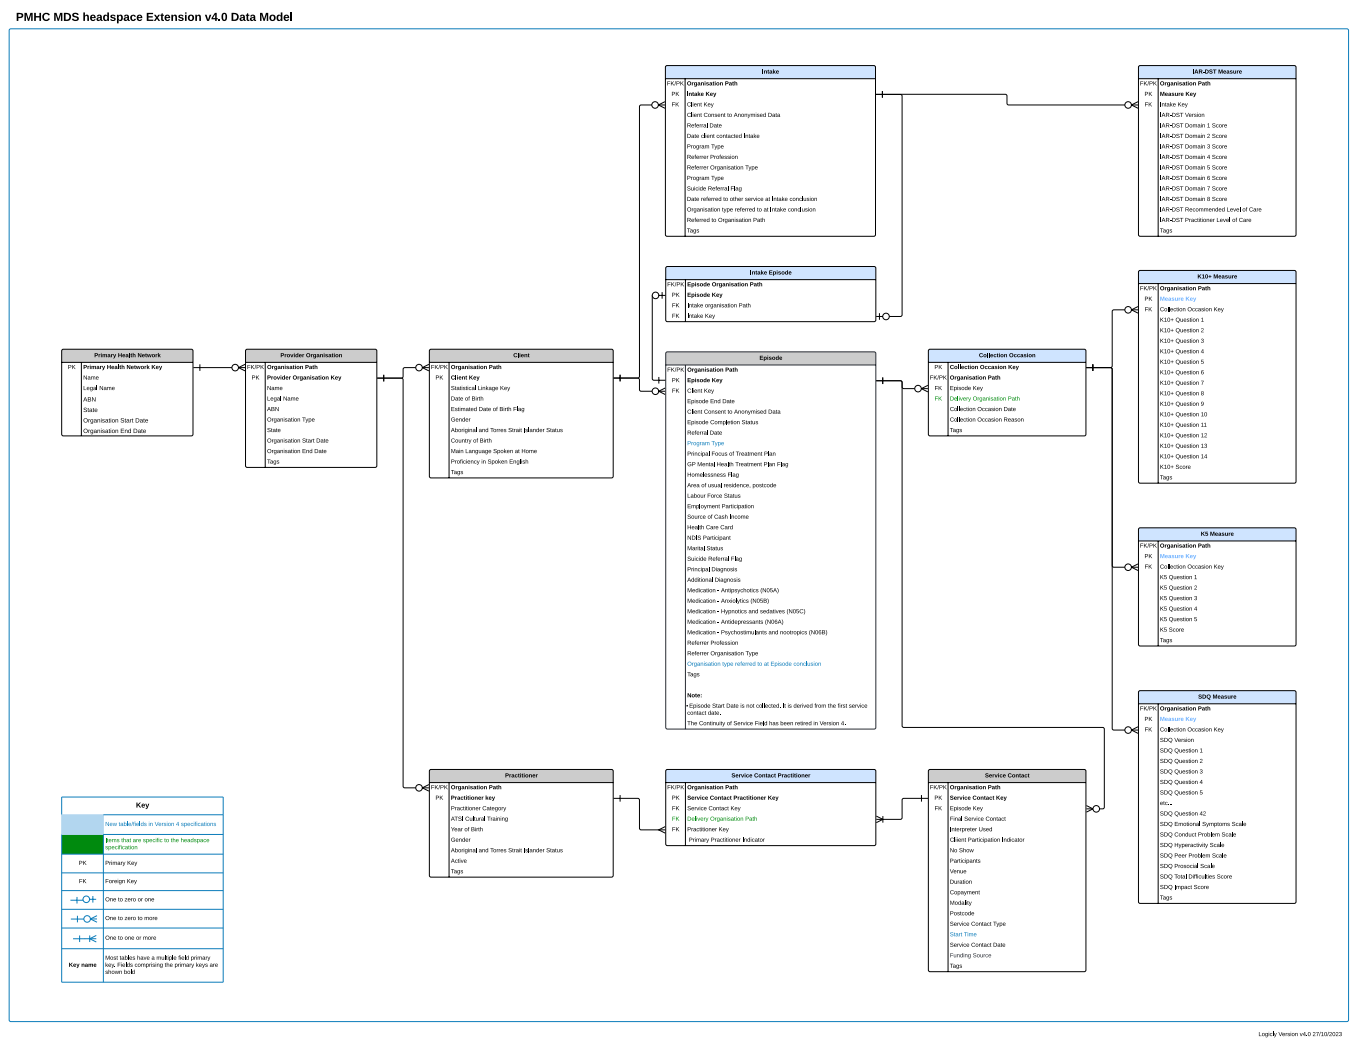 PMHC MDS headspace Extension v4.0 Data Model
Intake
FK/PK Organisation Path
PK Intake Key
FK Client Key
Client Consent to Anonymised Data
Referral Date
Date client contacted Intake
Program Type
Referrer Profession
Referrer Organisation Type
Program Type
Suicide Referral Flag
Date referred to other service at Intake conclusion
Organisation type referred to at Intake conclusion
Referred to Organisation Path
Tags
IAR-DST Measure
FK/PK Organisation Path
PK Measure Key
FK Intake Key
IAR-DST Version
IAR-DST Domain 1 Score
IAR-DST Domain 2 Score
IAR-DST Domain 3 Score
IAR-DST Domain 4 Score
IAR-DST Domain 5 Score
IAR-DST Domain 6 Score
IAR-DST Domain 7 Score
IAR-DST Domain 8 Score
IAR-DST Recommended Level of Care
IAR-DST Practitioner Level of Care
Tags
Intake Episode
FK/PK Episode Organisation Path
PK Episode Key
FK Intake organisation Path
FK Intake Key
K10+ Measure
FK/PK Organisation Path
PK Measure Key
FK Collection Occasion Key
K10+ Question 1
K10+ Question 2
K10+ Question 3
K10+ Question 4
K10+ Question 5
K10+ Question 6
K10+ Question 7
K10+ Question 8
K10+ Question 9
K10+ Question 10
K10+ Question 11
K10+ Question 12
K10+ Question 13
K10+ Question 14
K10+ Score
Tags
Primary Health Network
PK Primary Health Network Key
Name
Legal Name
ABN
State
Organisation Start Date
Organisation End Date
Provider Organisation
FK/PK Organisation Path
PK Provider Organisation Key
Name
Legal Name
ABN
Organisation Type
State
Organisation Start Date
Organisation End Date
Tags
Client
FK/PK Organisation Path
PK Client Key
Statistical Linkage Key
Date of Birth
Estimated Date of Birth Flag
Gender
Aboriginal and Torres Strait Islander Status
Country of Birth
Main Language Spoken at Home
Proficiency in Spoken English
Tags
Episode
FK/PK Organisation Path
PK Episode Key
FK Client Key
Episode End Date
Client Consent to Anonymised Data
Episode Completion Status
Referral Date
Program Type
Principal Focus of Treatment Plan
GP Mental Health Treatment Plan Flag
Homelessness Flag
Area of usual residence, postcode
Labour Force Status
Employment Participation
Source of Cash Income
Health Care Card
NDIS Participant
Marital Status
Suicide Referral Flag
Principal Diagnosis
Additional Diagnosis
Medication - Antipsychotics (N05A)
Medication - Anxiolytics (N05B)
Medication - Hypnotics and sedatives (N05C)
Medication - Antidepressants (N06A)
Medication - Psychostimulants and nootropics (N06B)
Referrer Profession
Referrer Organisation Type
Organisation type referred to at Episode conclusion
Tags
Note:
• Episode Start Date is not collected. It is derived from the first service
contact date.
The Continuity of Service Field has been retired in Version 4.
Collection Occasion
PK Collection Occasion Key
FK/PK Organisation Path
FK Episode Key
FK Delivery Organisation Path
Collection Occasion Date
Collection Occasion Reason
Tags
K5 Measure
FK/PK Organisation Path
PK Measure Key
FK Collection Occasion Key
K5 Question 1
K5 Question 2
K5 Question 3
K5 Question 4
K5 Question 5
K5 Score
Tags
SDQ Measure
FK/PK Organisation Path
PK Measure Key
FK Collection Occasion Key
SDQ Version
SDQ Question 1
SDQ Question 2
SDQ Question 3
SDQ Question 4
SDQ Question 5
etc..
SDQ Question 42
SDQ Emotional Symptoms Scale
SDQ Conduct Problem Scale
SDQ Hyperactivity Scale
SDQ Peer Problem Scale
SDQ Prosocial Scale
SDQ Total Difficulties Score
SDQ Impact Score
Tags
Practitioner
FK/PK Organisation Path
PK Practitioner key
Practitioner Category
ATSI Cultural Training
Year of Birth
Gender
Aboriginal and Torres Strait Islander Status
Active
Tags
Service Contact Practitioner
FK/PK Organisation Path
PK Service Contact Practitioner Key
FK Service Contact Key
FK Delivery Organisation Path
FK Practitioner Key
Primary Practitioner Indicator
Service Contact
FK/PK Organisation Path
PK Service Contact Key
FK Episode Key
Final Service Contact
Interpreter Used
Client Participation Indicator
No Show
Participants
Venue
Duration
Copayment
Modality
Postcode
Service Contact Type
Start Time
Service Contact Date
Funding Source
Tags
Key
New table/fields in Version 4 specifications
Items that are specific to the headspace
specification
PK Primary Key
FK Foreign Key
One to zero or one
One to zero to more
One to one or more
Key name Most tables have a multiple field primary
key. Fields comprising the primary keys are
shown bold
Logicly Version v4.0 27/10/2023